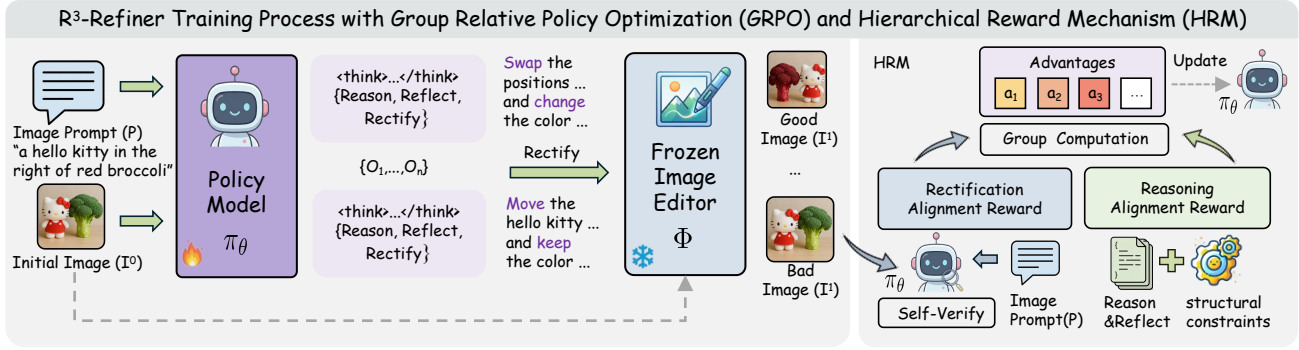 R³-Refiner Training Process with Group Relative Policy Optimization (GRPO) and Hierarchical Reward Mechanism (HRM)
Image Prompt (P)
“a hello kitty in the
right of red broccoli”
Initial Image (I⁰)
Policy
Model
π_θ
<think>...</think>
{Reason, Reflect,
Rectify}
{O₁,...,Oₙ}
<think>...</think>
{Reason, Reflect,
Rectify}
Swap the
positions ...
and change
the color ...
Rectify
Move the
hello kitty ...
and keep
the color ...
Frozen
Image
Editor
Φ
Good
Image (I¹)
...
Bad
Image (I¹)
HRM
Advantages
a₁ a₂ a₃ ...
Update
π_θ
Group Computation
Rectification
Alignment Reward
Reasoning
Alignment Reward
π_θ
Self-Verify
Image
Prompt(P)
Reason
&Reflect
structural
constraints